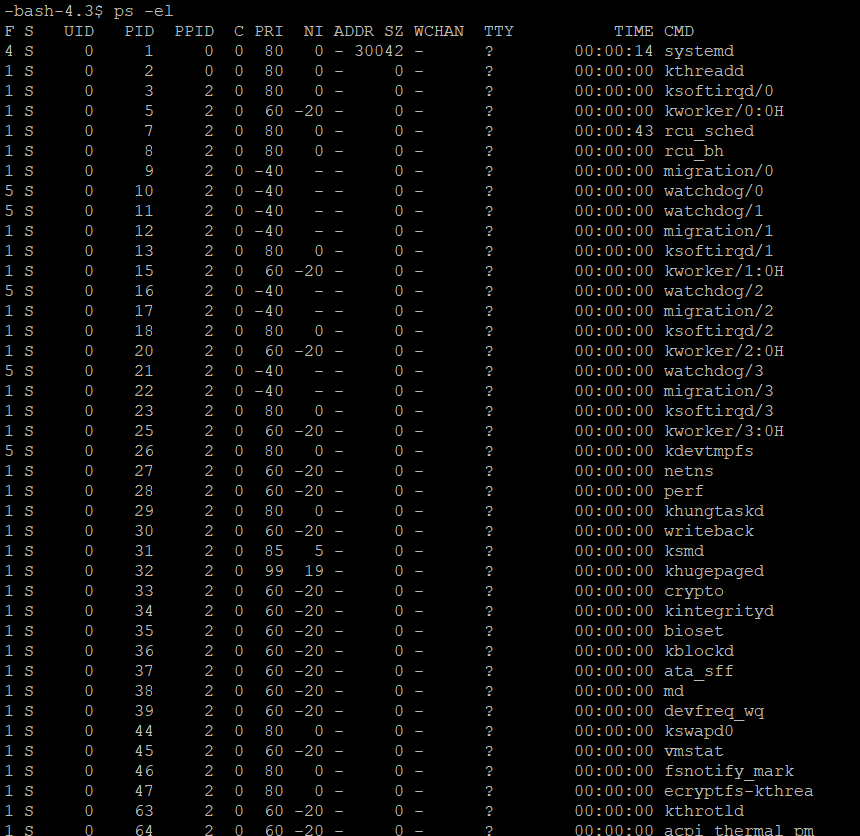 -bash-4.3$ ps -el
F S   UID   PID  PPID  C PRI  NI ADDR SZ WCHAN  TTY          TIME CMD
4 S     0     1     0  0  80   0 - 30042 -      ?        00:00:14 systemd
1 S     0     2     0  0  80   0 -     0 -      ?        00:00:00 kthreadd
1 S     0     3     2  0  80   0 -     0 -      ?        00:00:00 ksoftirqd/0
1 S     0     5     2  0  60 -20 -     0 -      ?        00:00:00 kworker/0:0H
1 S     0     7     2  0  80   0 -     0 -      ?        00:00:43 rcu_sched
1 S     0     8     2  0  80   0 -     0 -      ?        00:00:00 rcu_bh
1 S     0     9     2  0 -40   - -     0 -      ?        00:00:00 migration/0
5 S     0    10     2  0 -40   - -     0 -      ?        00:00:00 watchdog/0
5 S     0    11     2  0 -40   - -     0 -      ?        00:00:00 watchdog/1
1 S     0    12     2  0 -40   - -     0 -      ?        00:00:00 migration/1
1 S     0    13     2  0  80   0 -     0 -      ?        00:00:00 ksoftirqd/1
1 S     0    15     2  0  60 -20 -     0 -      ?        00:00:00 kworker/1:0H
5 S     0    16     2  0 -40   - -     0 -      ?        00:00:00 watchdog/2
1 S     0    17     2  0 -40   - -     0 -      ?        00:00:00 migration/2
1 S     0    18     2  0  80   0 -     0 -      ?        00:00:00 ksoftirqd/2
1 S     0    20     2  0  60 -20 -     0 -      ?        00:00:00 kworker/2:0H
5 S     0    21     2  0 -40   - -     0 -      ?        00:00:00 watchdog/3
1 S     0    22     2  0 -40   - -     0 -      ?        00:00:00 migration/3
1 S     0    23     2  0  80   0 -     0 -      ?        00:00:00 ksoftirqd/3
1 S     0    25     2  0  60 -20 -     0 -      ?        00:00:00 kworker/3:0H
5 S     0    26     2  0  80   0 -     0 -      ?        00:00:00 kdevtmpfs
1 S     0    27     2  0  60 -20 -     0 -      ?        00:00:00 netns
1 S     0    28     2  0  60 -20 -     0 -      ?        00:00:00 perf
1 S     0    29     2  0  80   0 -     0 -      ?        00:00:00 khungtaskd
1 S     0    30     2  0  60 -20 -     0 -      ?        00:00:00 writeback
1 S     0    31     2  0  85   5 -     0 -      ?        00:00:00 ksmd
1 S     0    32     2  0  99  19 -     0 -      ?        00:00:00 khugepaged
1 S     0    33     2  0  60 -20 -     0 -      ?        00:00:00 crypto
1 S     0    34     2  0  60 -20 -     0 -      ?        00:00:00 kintegrityd
1 S     0    35     2  0  60 -20 -     0 -      ?        00:00:00 bioset
1 S     0    36     2  0  60 -20 -     0 -      ?        00:00:00 kblockd
1 S     0    37     2  0  60 -20 -     0 -      ?        00:00:00 ata_sff
1 S     0    38     2  0  60 -20 -     0 -      ?        00:00:00 md
1 S     0    39     2  0  60 -20 -     0 -      ?        00:00:00 devfreq_wq
1 S     0    44     2  0  80   0 -     0 -      ?        00:00:00 kswapd0
1 S     0    45     2  0  60 -20 -     0 -      ?        00:00:00 vmstat
1 S     0    46     2  0  80   0 -     0 -      ?        00:00:00 fsnotify_mark
1 S     0    47     2  0  80   0 -     0 -      ?        00:00:00 ecryptfs-kthrea
1 S     0    63     2  0  60 -20 -     0 -      ?        00:00:00 kthrotld
1 S     0    64     2  0  60 -20 -     0 -      ?        00:00:00 acpi_thermal_pm